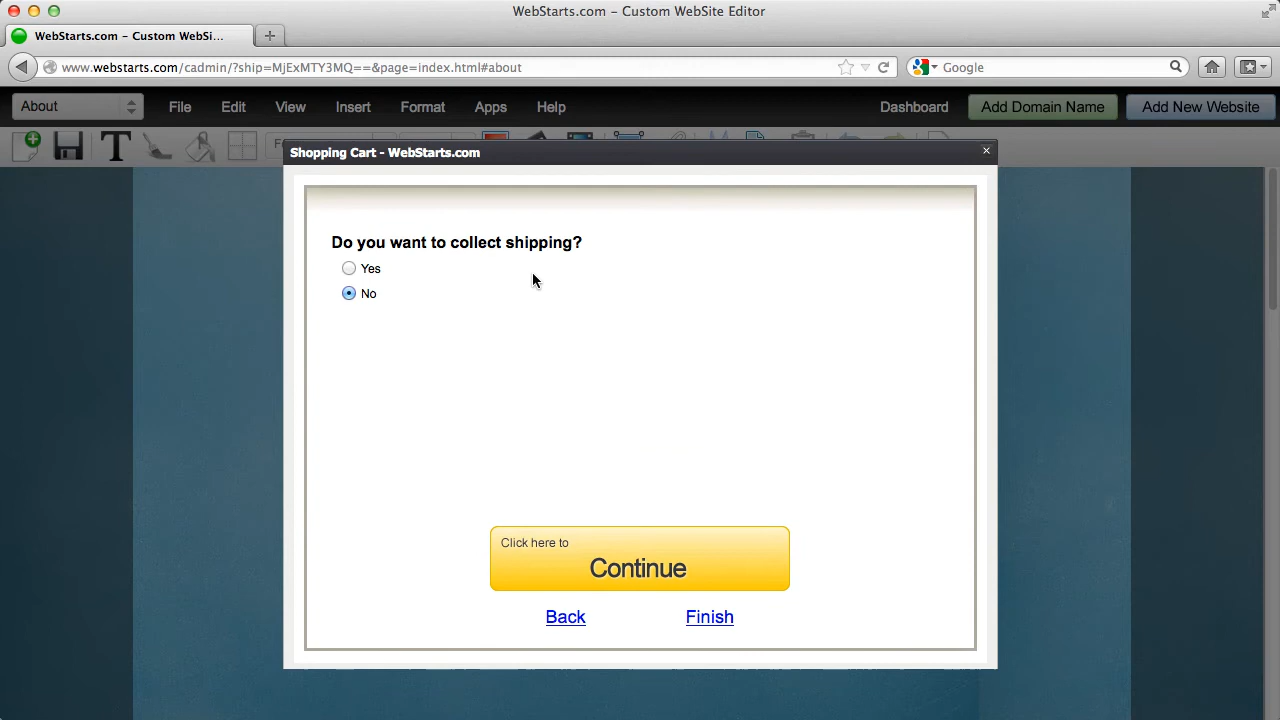 WebStarts.com – Custom WebSite Editor
WebStarts.com – Custom WebSi...
www.webstarts.com/cadmin/?ship=MjExMTY3MQ==&page=index.html#about
Google
About
File
Edit
View
Insert
Format
Apps
Help
Dashboard
Add Domain Name
Add New Website
Shopping Cart - WebStarts.com
Do you want to collect shipping?
Yes
No
Click here to
Continue
Back
Finish